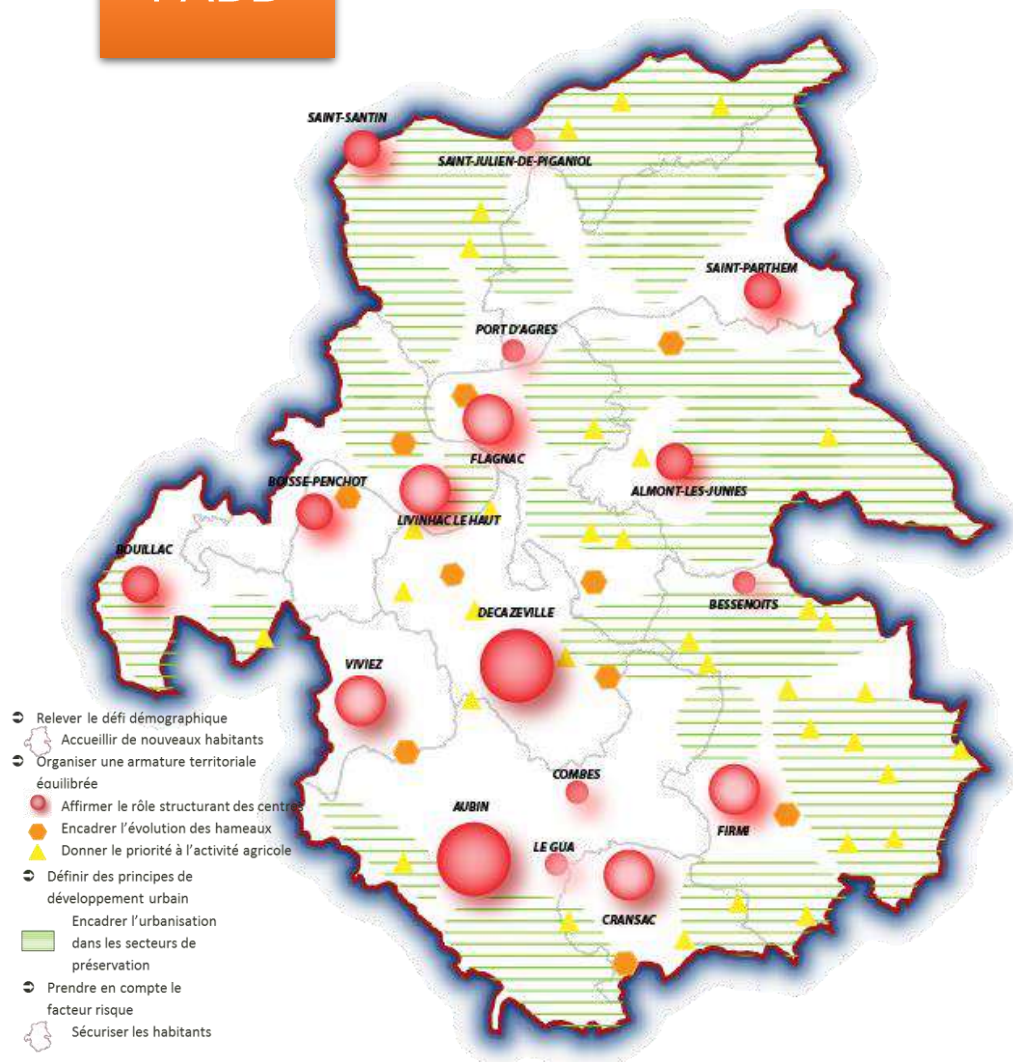 PADD
SAINT-SANTIN
SAINT-JULIEN-DE-PIGANIOL
SAINT-PARTHEM
PORT D'AGRES
FLAGNAC
ALMONT-LES-JUNIES
BOISSE-PENCHOT
LIVINHAC LE HAUT
BOUILLAC
BESSENOITS
DECAZEVILLE
VIVIEZ
COMBES
AUBIN
FIRMI
LE GUA
CRANSAC
Relever le défi démographique
Accueillir de nouveaux habitants
Organiser une armature territoriale
équilibrée
Affirmer le rôle structurant des centres
Encadrer l'évolution des hameaux
Donner le priorité à l'activité agricole
Définir des principes de
développement urbain
Encadrer l'urbanisation
dans les secteurs de
préservation
Prendre en compte le
facteur risque
Sécuriser les habitants